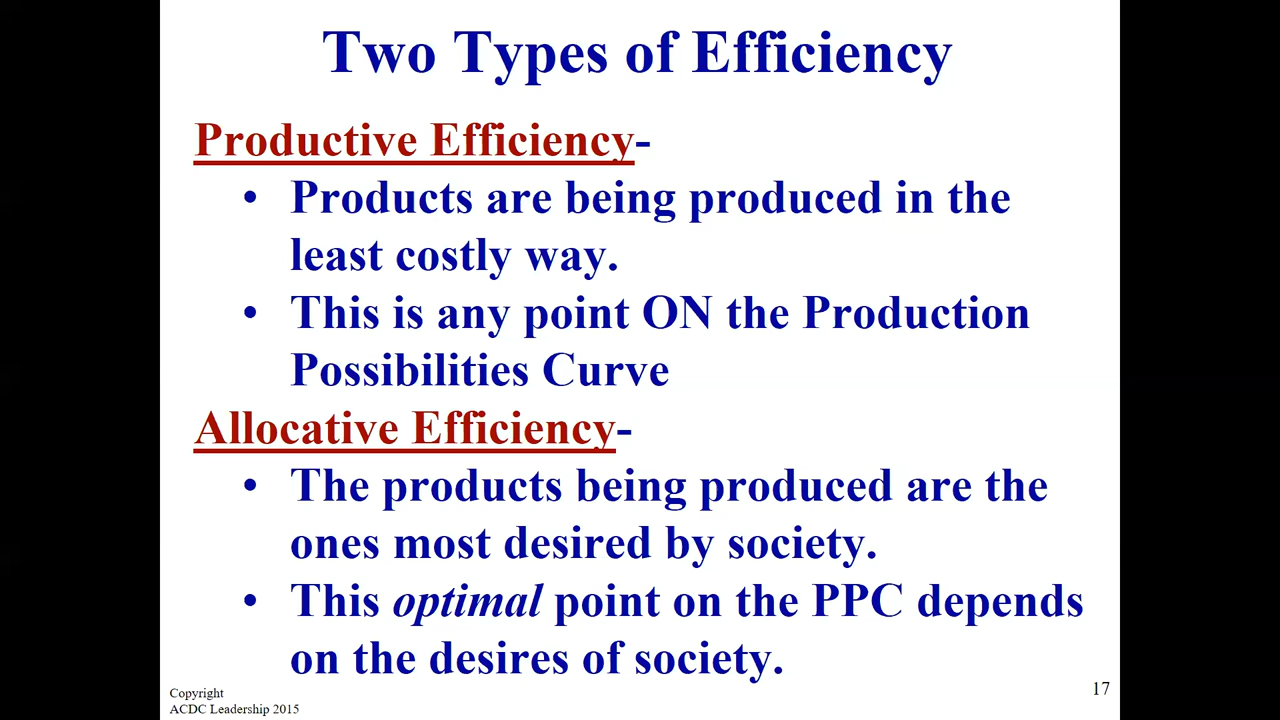 Two Types of Efficiency
Productive Efficiency-
• Products are being produced in the
least costly way.
• This is any point ON the Production
Possibilities Curve
Allocative Efficiency-
• The products being produced are the
ones most desired by society.
• This optimal point on the PPC depends
on the desires of society.
Copyright
ACDC Leadership 2015
17